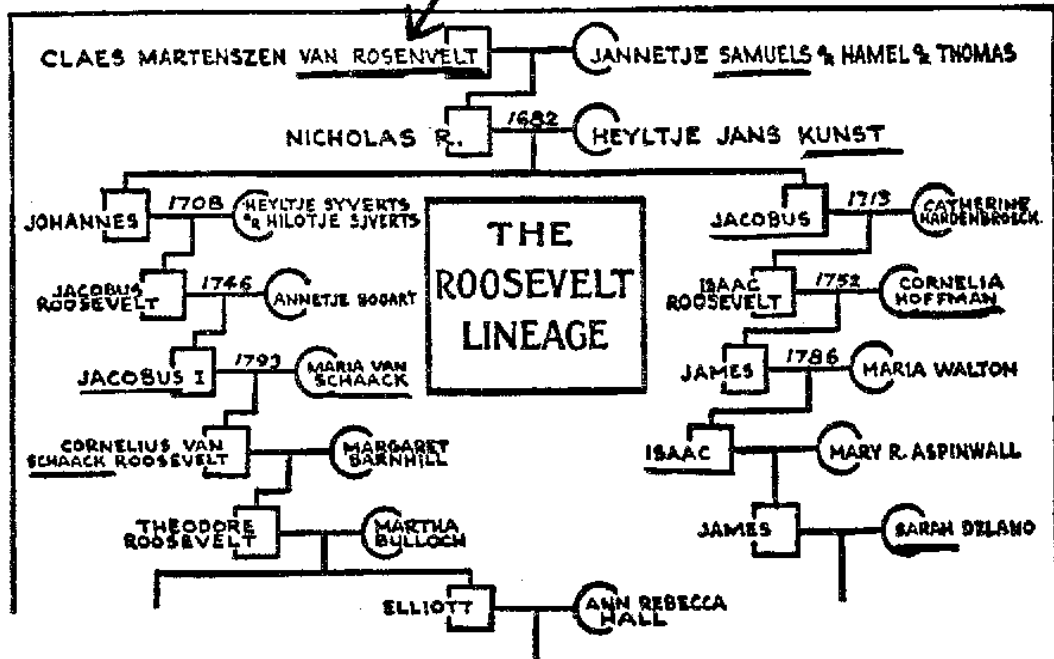 CLAES MARTENSZEN VAN ROSENVELT
JANNETJE SAMUELS & HAMEL & THOMAS
NICHOLAS R.
1682
HEYLTJE JANS KUNST
JOHANNES
1708
HEYLTJE SYVERTS
OR HILOTJE SJVERTS
THE
ROOSEVELT
LINEAGE
JACOBUS
1713
CATHERINE
HARDENBROECK.
JACOBUS
ROOSEVELT
1746
ANNETJE BOGART
ISAAC
ROOSEVELT
1752
CORNELIA
HOFFMAN
JACOBUS I
1793
MARIA VAN
SCHAACK
JAMES
1786
MARIA WALTON
CORNELIUS VAN
SCHAACK ROOSEVELT
MARGARET
BARNHILL
ISAAC
MARY R. ASPINWALL
THEODORE
ROOSEVELT
MARTHA
BULLOCH
JAMES
SARAH DELANO
ELLIOTT
ANN REBECCA
HALL